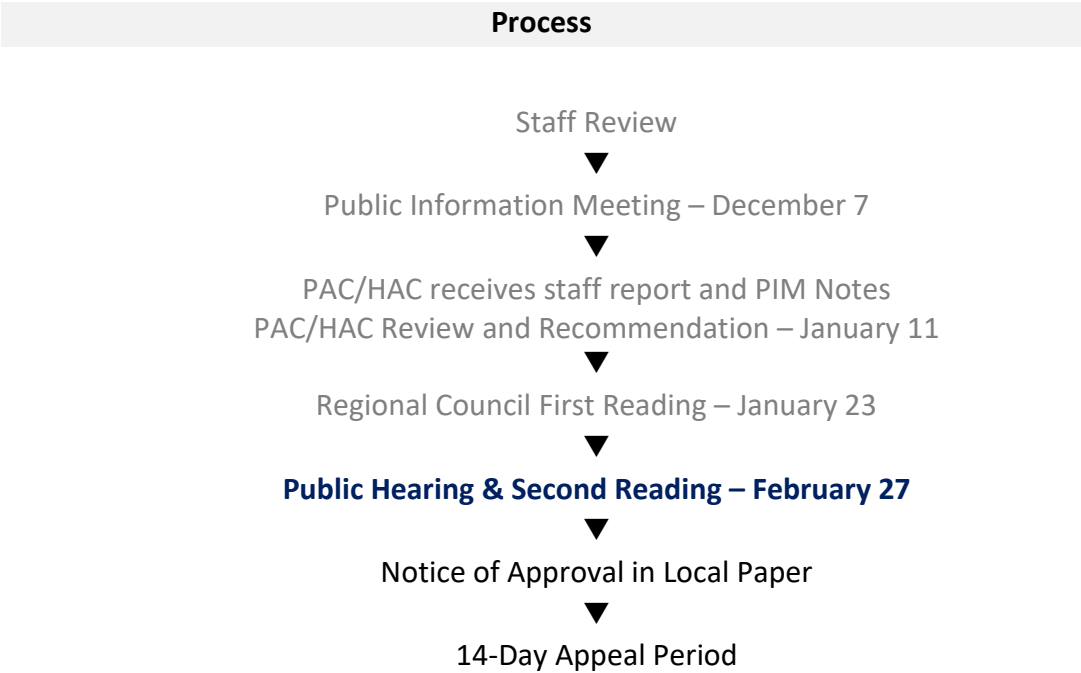 Process
Staff Review
Public Information Meeting – December 7
PAC/HAC receives staff report and PIM Notes
PAC/HAC Review and Recommendation – January 11
Regional Council First Reading – January 23
Public Hearing & Second Reading – February 27
Notice of Approval in Local Paper
14-Day Appeal Period